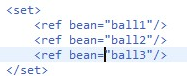 <set>
<ref bean="ball1"/>
<ref bean="ball2"/>
<ref bean="ball3"/>
</set>